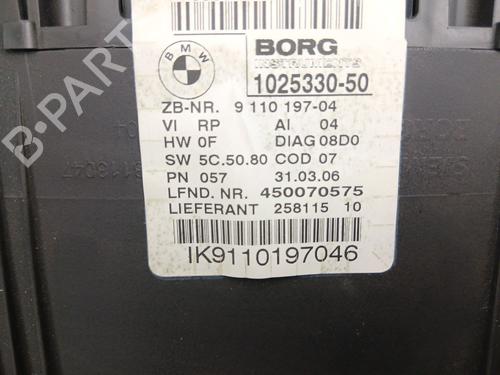 BMW
BORG
INSTRUMENTS
1025330-50
ZB-NR. 9 110 197-04
VI RP AI 04
HW 0F DIAG 08D0
SW 5C.50.80 COD 07
PN 057 31.03.06
LFND. NR. 450070575
LIEFERANT 258115 10
IK9110197046